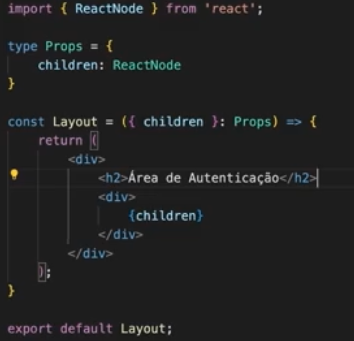 import { ReactNode } from 'react';
type Props = {
children: ReactNode
}
const Layout = ({ children }: Props) => {
return (
<div>
<h2>Área de Autenticação</h2>
<div>
{children}
</div>
</div>
);
}
export default Layout;